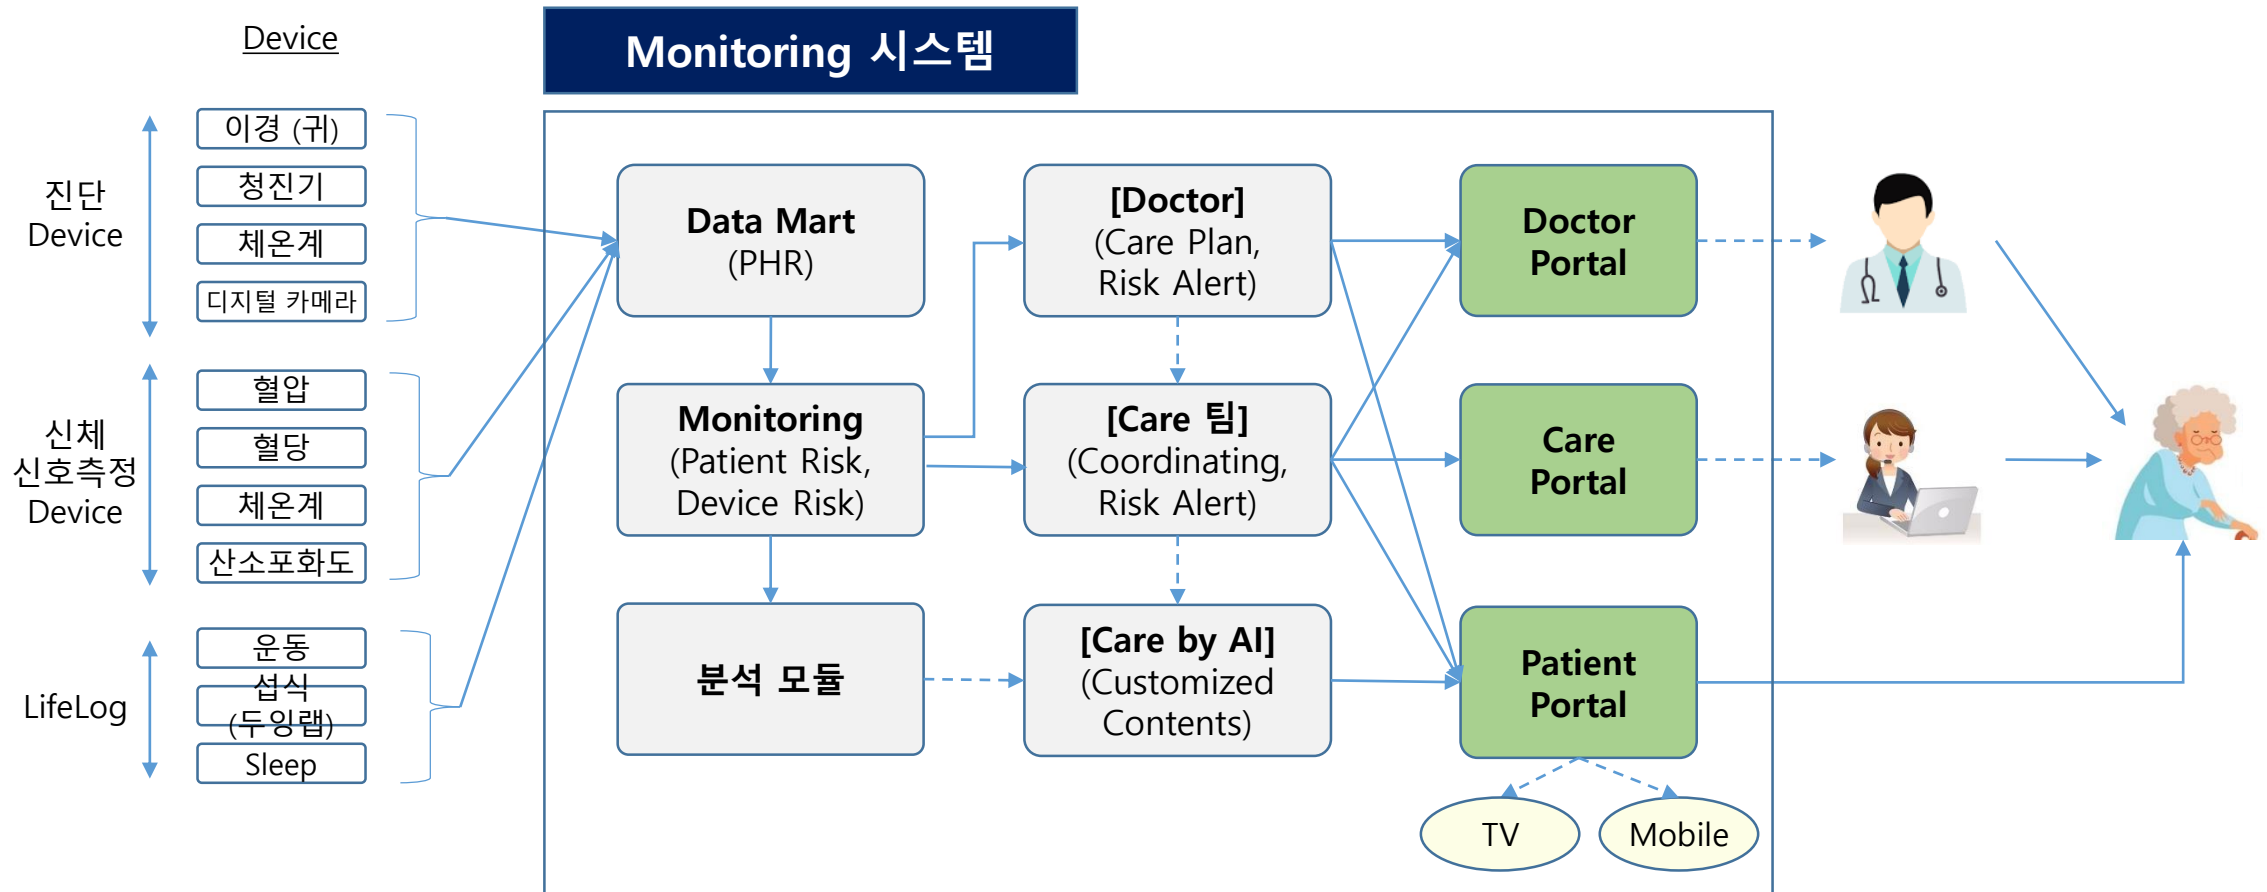 Device
Monitoring 시스템
진단
Device
이경 (귀)
청진기
체온계
디지털 카메라
신체
신호측정
Device
혈압
혈당
체온계
산소포화도
LifeLog
운동
섭식
(두잉랩)
Sleep
Data Mart
(PHR)
Monitoring
(Patient Risk,
Device Risk)
분석 모듈
[Doctor]
(Care Plan,
Risk Alert)
[Care 팀]
(Coordinating,
Risk Alert)
[Care by AI]
(Customized
Contents)
Doctor
Portal
Care
Portal
Patient
Portal
TV
Mobile